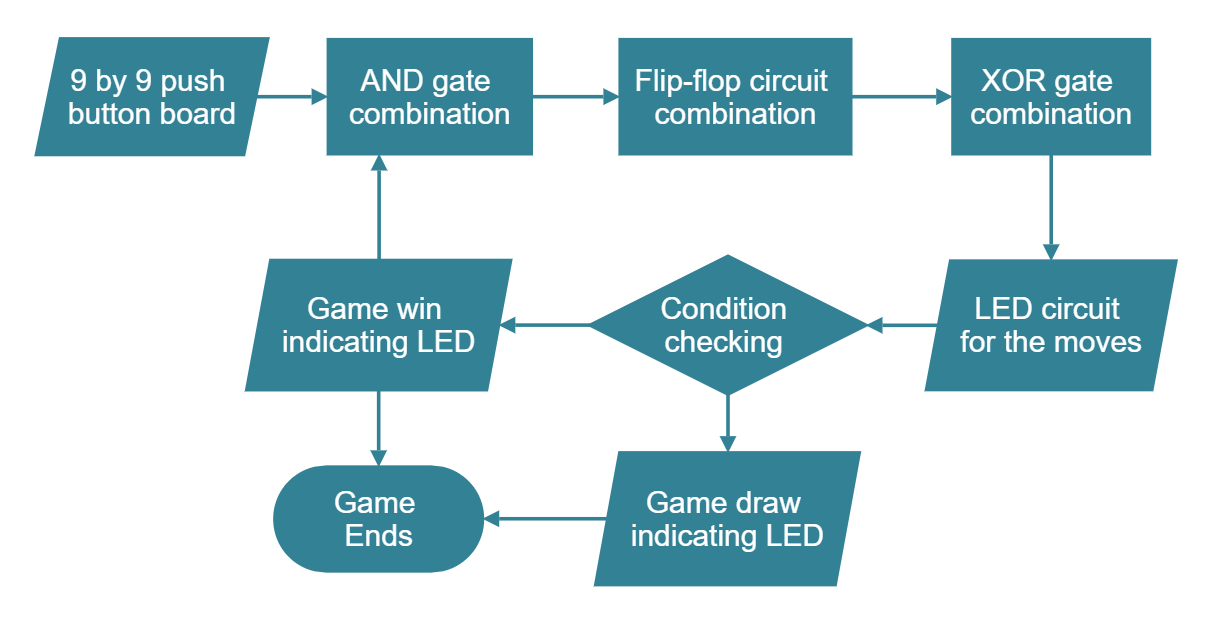 9 by 9 push
button board
AND gate
combination
Flip-flop circuit
combination
XOR gate
combination
Game win
indicating LED
Condition
checking
LED circuit
for the moves
Game
Ends
Game draw
indicating LED